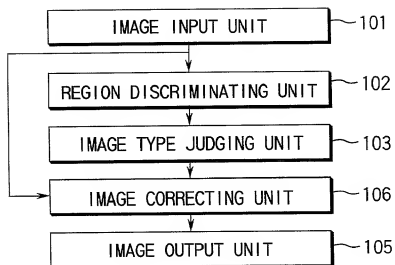 IMAGE INPUT UNIT 101
REGION DISCRIMINATING UNIT 102
IMAGE TYPE JUDGING UNIT 103
IMAGE CORRECTING UNIT 106
IMAGE OUTPUT UNIT 105